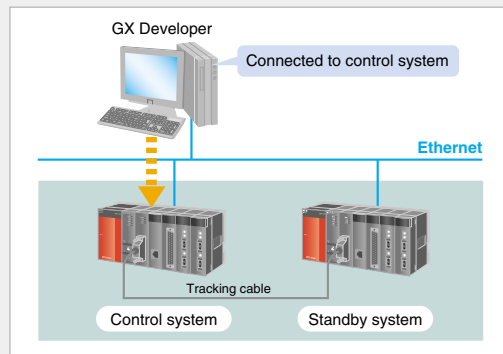 GX Developer
Connected to control system
Ethernet
Tracking cable
Control system
Standby system